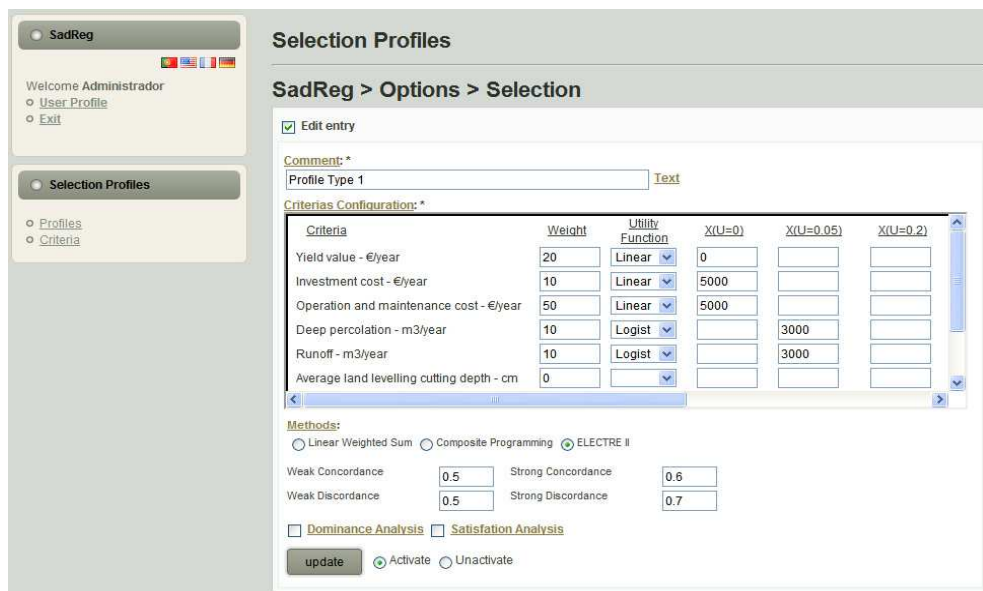 SadReg
Welcome Administrador
User Profile
Exit
Selection Profiles
Profiles
Criteria
Selection Profiles
SadReg > Options > Selection
Edit entry
Comment: *
Profile Type 1 Text
Criterias Configuration: *
Criteria Weight Utility Function X(U=0) X(U=0.05) X(U=0.2)
Yield value - €/year 20 Linear 0
Investment cost - €/year 10 Linear 5000
Operation and maintenance cost - €/year 50 Linear 5000
Deep percolation - m3/year 10 Logist 3000
Runoff - m3/year 10 Logist 3000
Average land levelling cutting depth - cm 0
Methods:
Linear Weighted Sum Composite Programming ELECTRE II
Weak Concordance 0.5 Strong Concordance 0.6
Weak Discordance 0.5 Strong Discordance 0.7
Dominance Analysis Satisfation Analysis
update Activate Unactivate